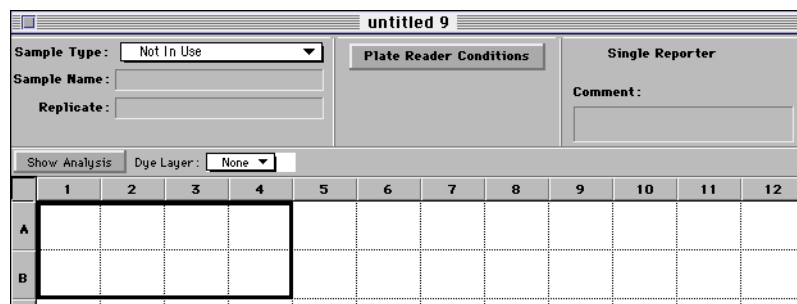 untitled 9
Sample Type: Not In Use
Sample Name:
Replicate:
Plate Reader Conditions
Single Reporter
Comment:
Show Analysis Dye Layer: None
1 2 3 4 5 6 7 8 9 10 11 12
A
B